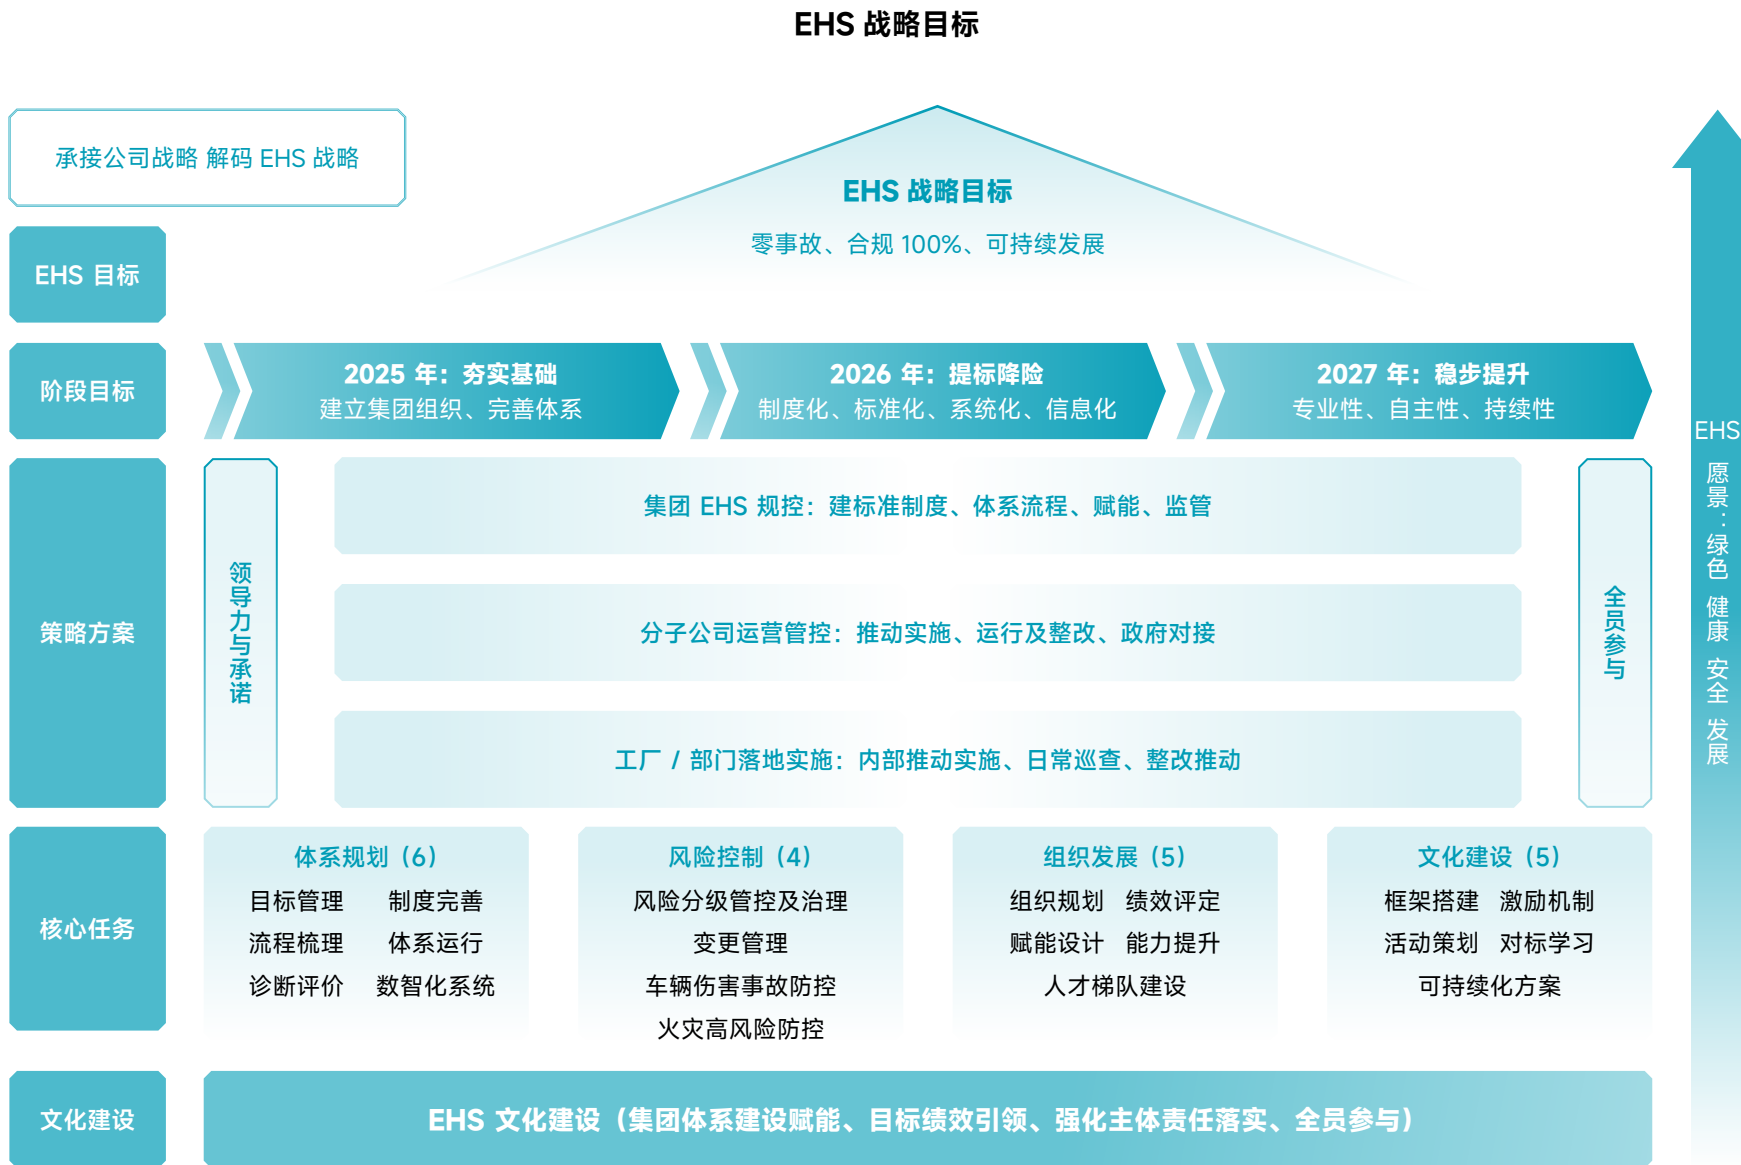 EHS 战略目标
承接公司战略 解码 EHS 战略
EHS 战略目标
零事故、合规 100%、可持续发展
EHS 目标
阶段目标
2025 年：夯实基础
建立集团组织、完善体系
2026 年：提标降险
制度化、标准化、系统化、信息化
2027 年：稳步提升
专业性、自主性、持续性
策略方案
领导力与承诺
集团 EHS 规控：建标准制度、体系流程、赋能、监管
分子公司运营管控：推动实施、运行及整改、政府对接
工厂 / 部门落地实施：内部推动实施、日常巡查、整改推动
全员参与
EHS 愿景：绿色 健康 安全 发展
核心任务
体系规划（6）
目标管理 制度完善
流程梳理 体系运行
诊断评价 数智化系统
风险控制（4）
风险分级管控及治理
变更管理
车辆伤害事故防控
火灾高风险防控
组织发展（5）
组织规划 绩效评定
赋能设计 能力提升
人才梯队建设
文化建设（5）
框架搭建 激励机制
活动策划 对标学习
可持续化方案
文化建设
EHS 文化建设（集团体系建设赋能、目标绩效引领、强化主体责任落实、全员参与）